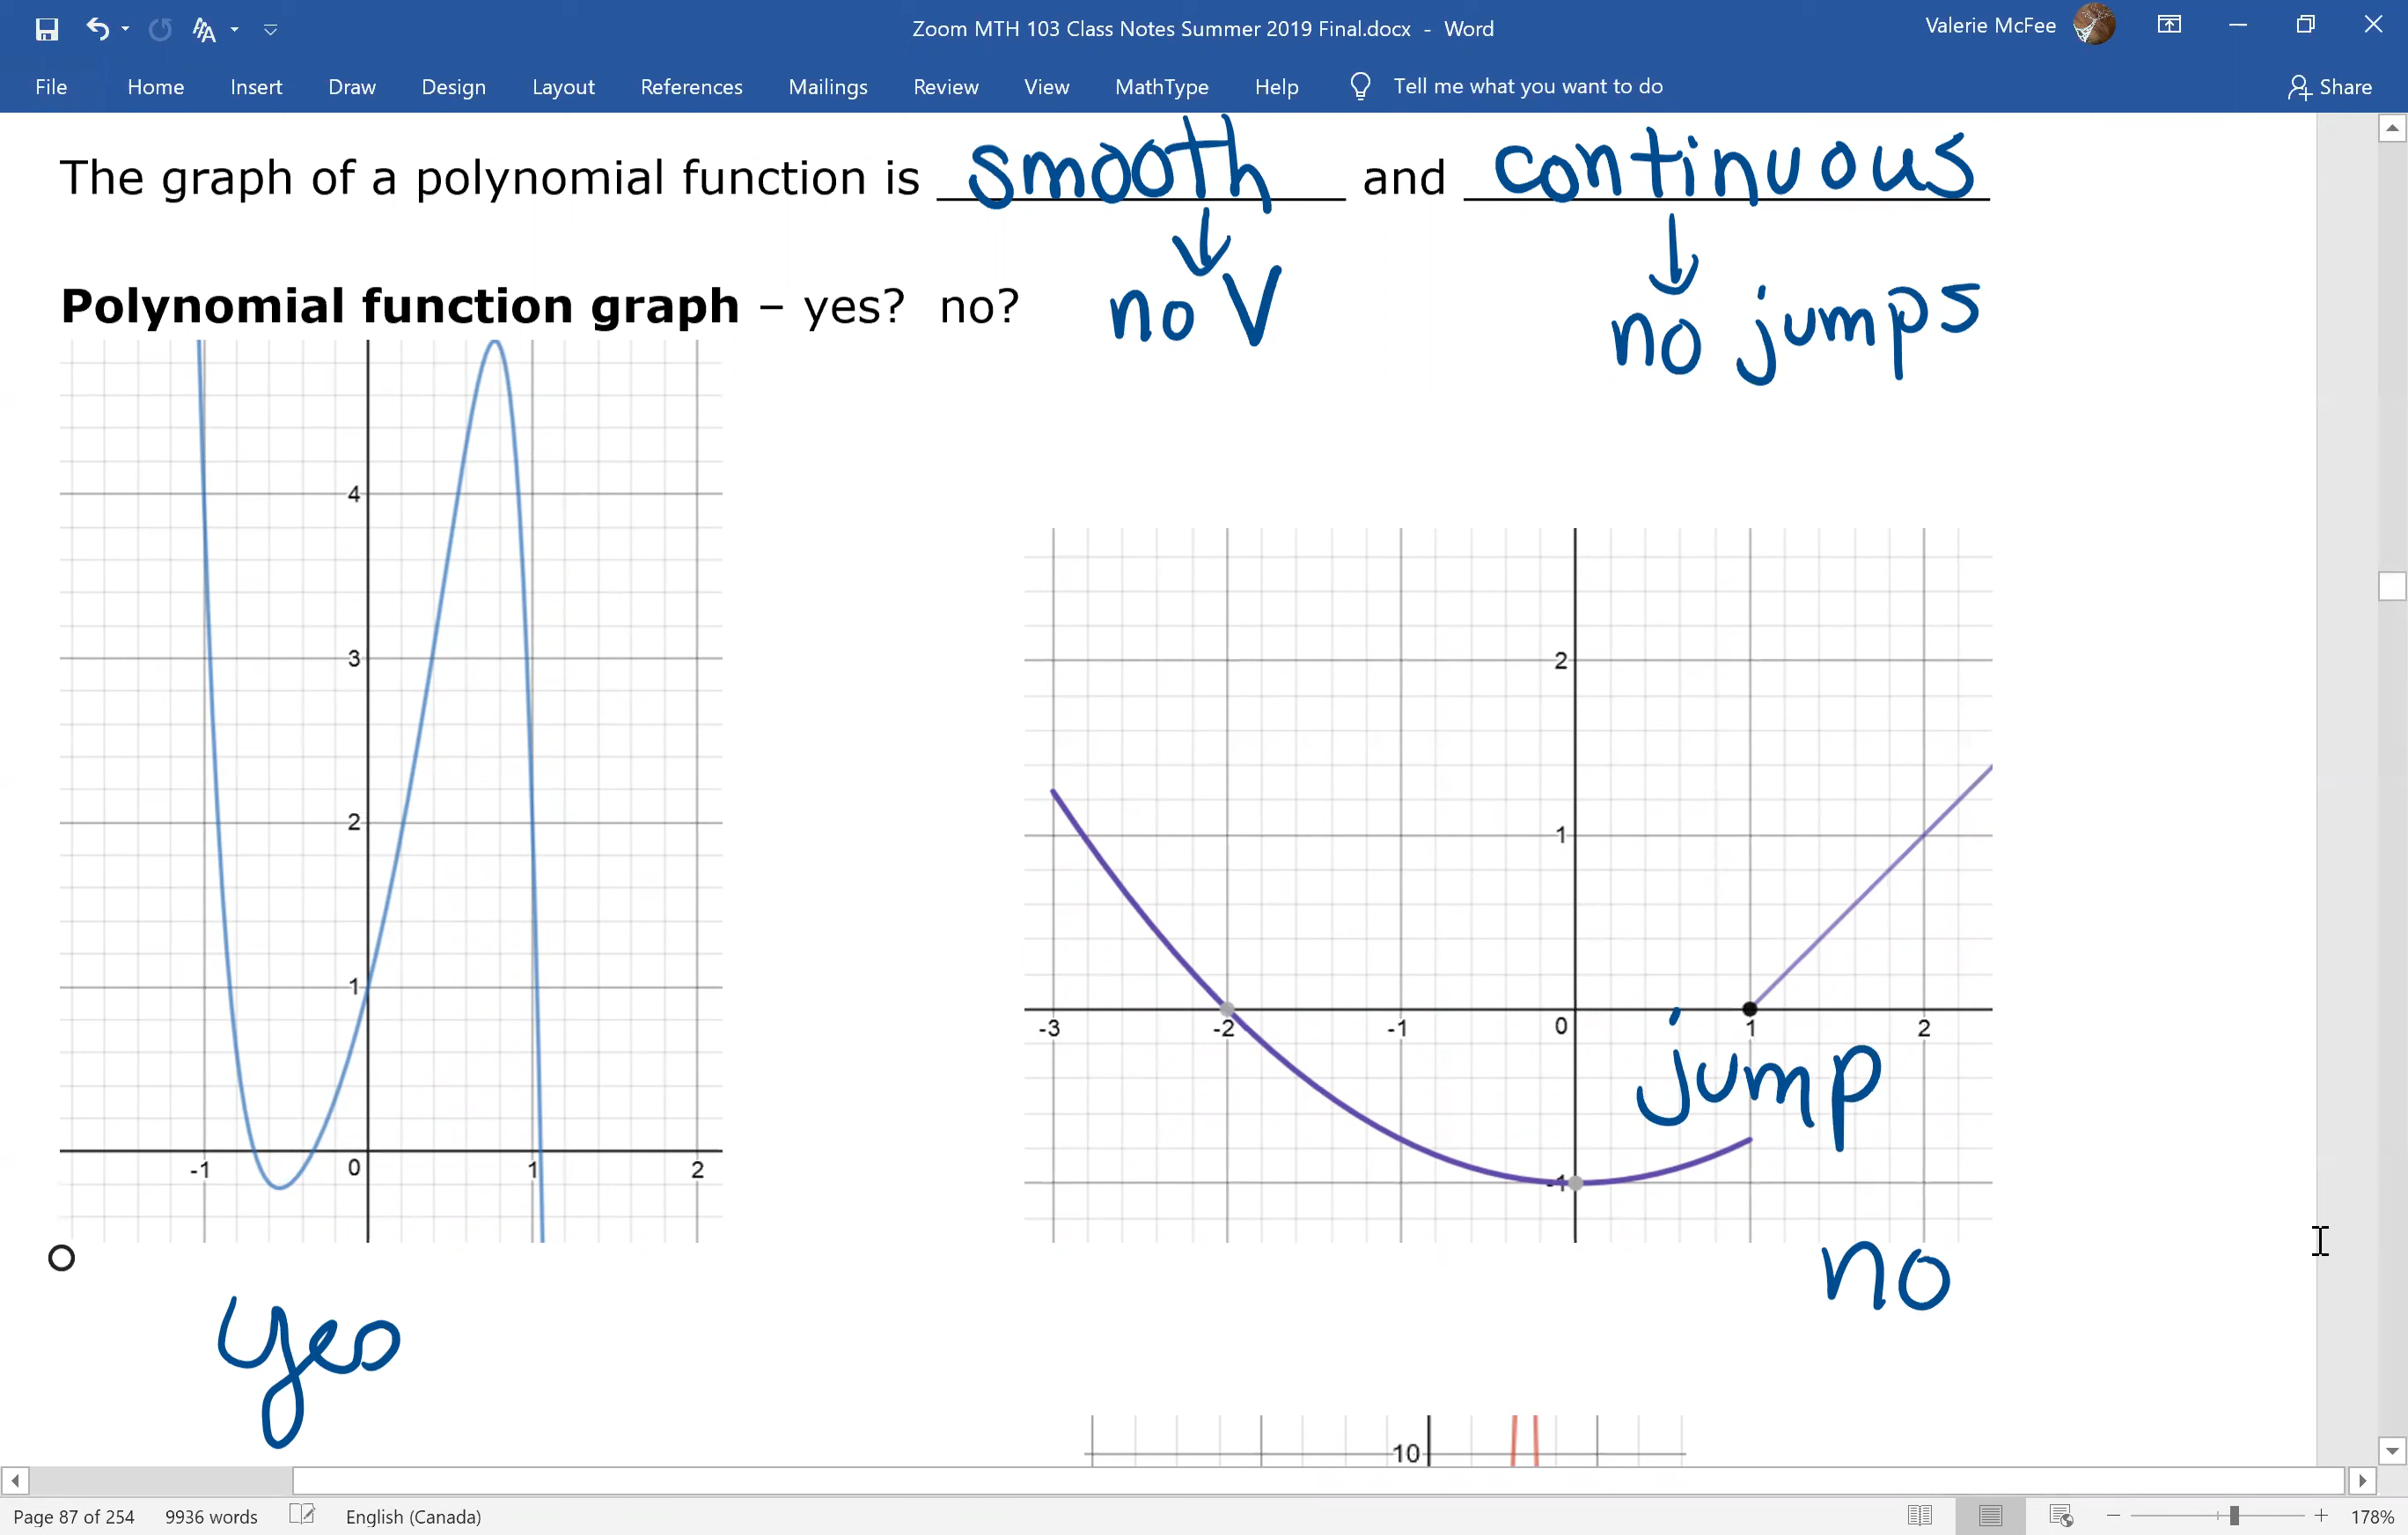 Zoom MTH 103 Class Notes Summer 2019 Final.docx - Word
Valerie McFee
File Home Insert Draw Design Layout References Mailings Review View MathType Help Tell me what you want to do Share
The graph of a polynomial function is smooth and continuous
no V
no jumps
Polynomial function graph – yes? no?
4
3
2
1
-1 0 1 2
2
1
-3 -2 -1 0 1 2
jump
-1
no
yes
10
Page 87 of 254 9936 words English (Canada) 178%